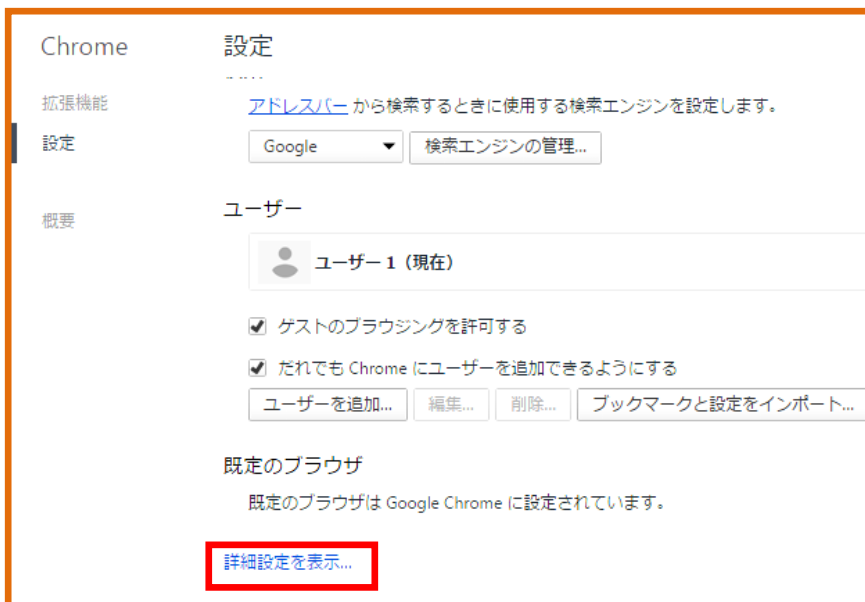 Chrome
設定
拡張機能
設定
概要
アドレスバー から検索するときに使用する検索エンジンを設定します。
Google 検索エンジンの管理...
ユーザー
ユーザー 1（現在）
ゲストのブラウジングを許可する
だれでも Chrome にユーザーを追加できるようにする
ユーザーを追加... 編集... 削除... ブックマークと設定をインポート...
既定のブラウザ
既定のブラウザは Google Chrome に設定されています。
詳細設定を表示...